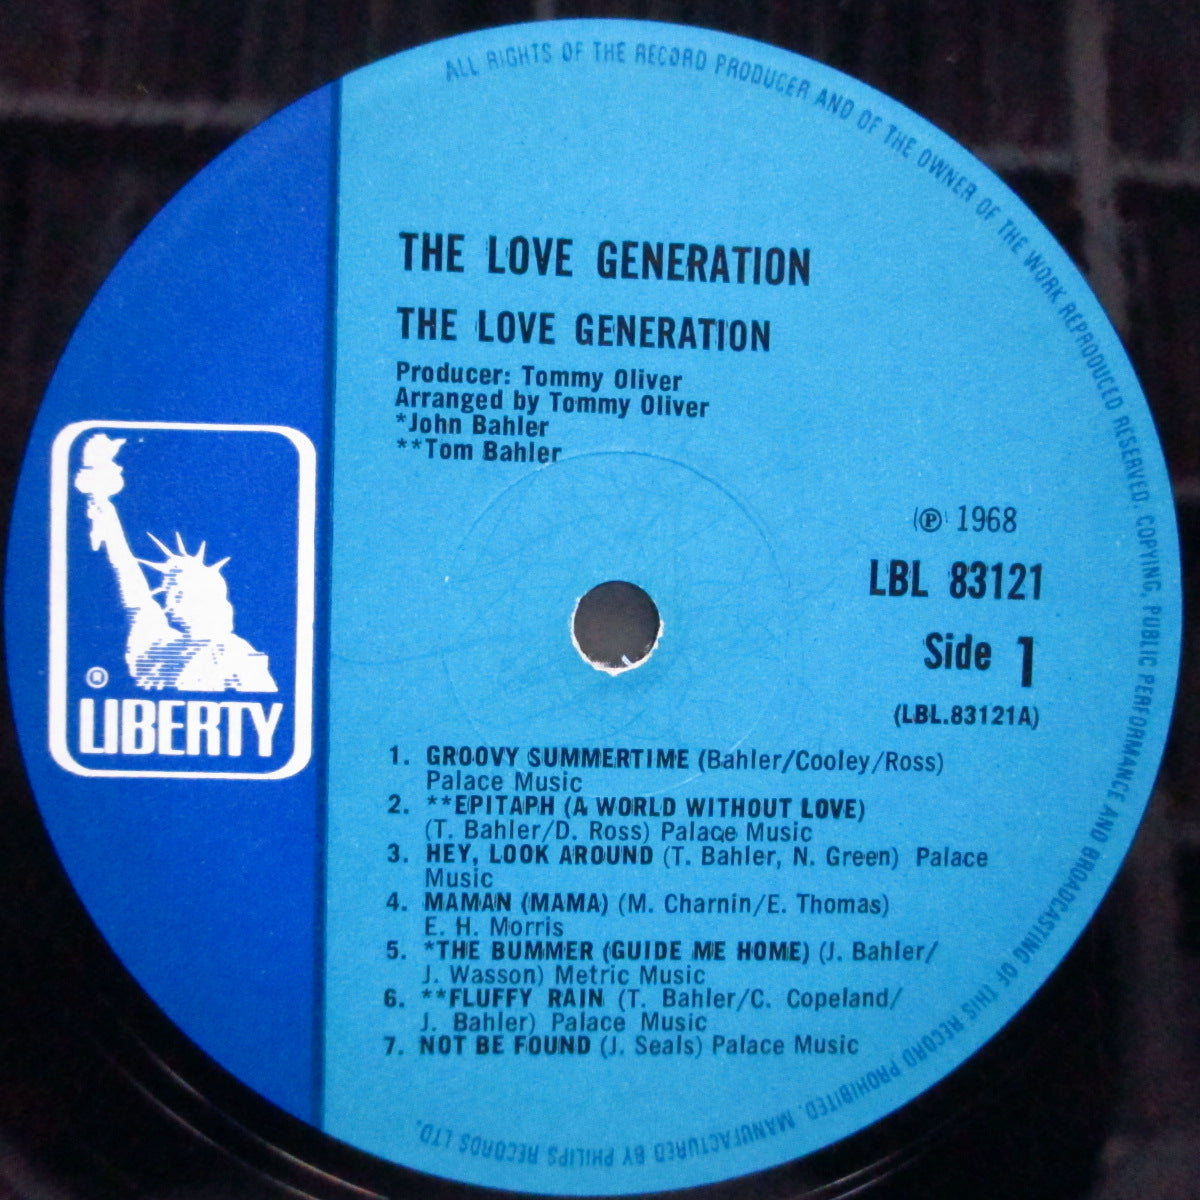 ALL RIGHTS OF THE RECORD PRODUCER AND OF THE OWNER OF THE WORK REPRODUCED RESERVED. COPYING, PUBLIC PERFORMANCE AND BROADCASTING OF THIS RECORD PROHIBITED. MANUFACTURED BY PHILIPS RECORDS LTD.
THE LOVE GENERATION
THE LOVE GENERATION
Producer: Tommy Oliver
Arranged by Tommy Oliver
*John Bahler
**Tom Bahler
℗ 1968
LBL 83121
Side 1
(LBL.83121A)
®
LIBERTY
1. GROOVY SUMMERTIME (Bahler/Cooley/Ross)
Palace Music
2. **EPITAPH (A WORLD WITHOUT LOVE)
(T. Bahler/D. Ross) Palace Music
3. HEY, LOOK AROUND (T. Bahler, N. Green) Palace
Music
4. MAMAN (MAMA) (M. Charnin/E. Thomas)
E. H. Morris
5. *THE BUMMER (GUIDE ME HOME) (J. Bahler/
J. Wasson) Metric Music
6. **FLUFFY RAIN (T. Bahler/C. Copeland/
J. Bahler) Palace Music
7. NOT BE FOUND (J. Seals) Palace Music